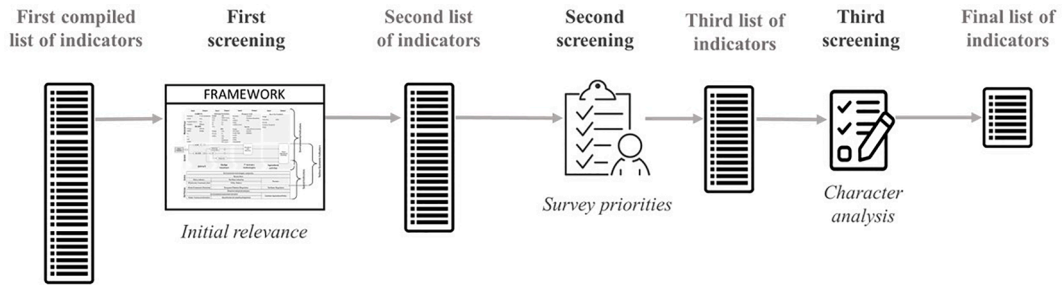 First compiled
list of indicators
First
screening
Second list
of indicators
Second
screening
Third list of
indicators
Third
screening
Final list of
indicators
FRAMEWORK
Initial relevance
Survey priorities
Character
analysis